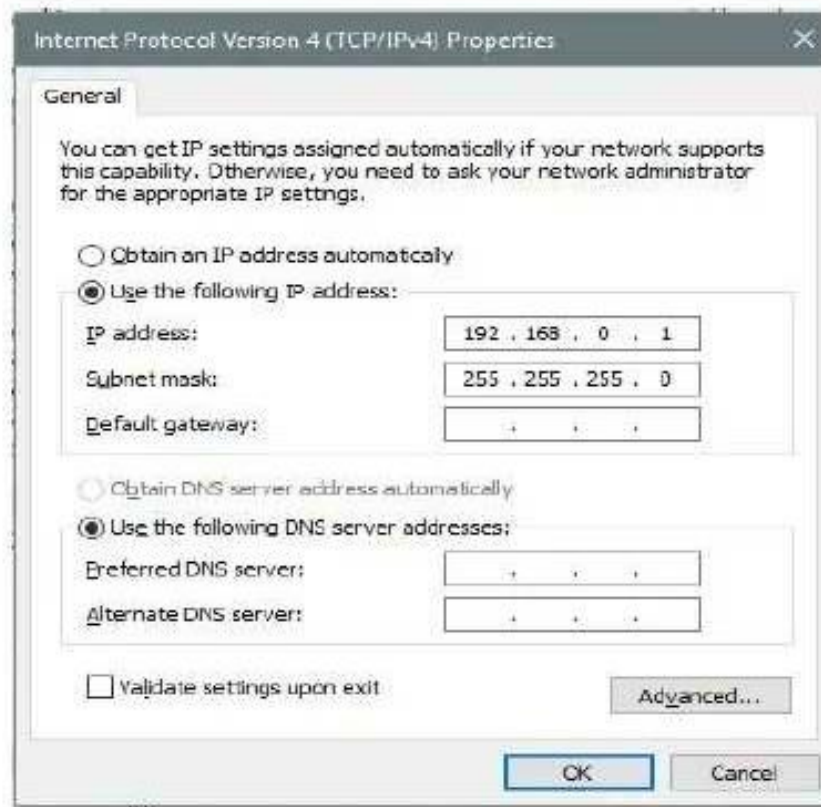 Internet Protocol Version 4 (TCP/IPv4) Properties
General
You can get IP settings assigned automatically if your network supports
this capability. Otherwise, you need to ask your network administrator
for the appropriate IP settings.
Obtain an IP address automatically
Use the following IP address:
IP address: 192 . 168 . 0 . 1
Subnet mask: 255 . 255 . 255 . 0
Default gateway: . . .
Obtain DNS server address automatically
Use the following DNS server addresses:
Preferred DNS server: . . .
Alternate DNS server: . . .
Validate settings upon exit
Advanced...
OK Cancel